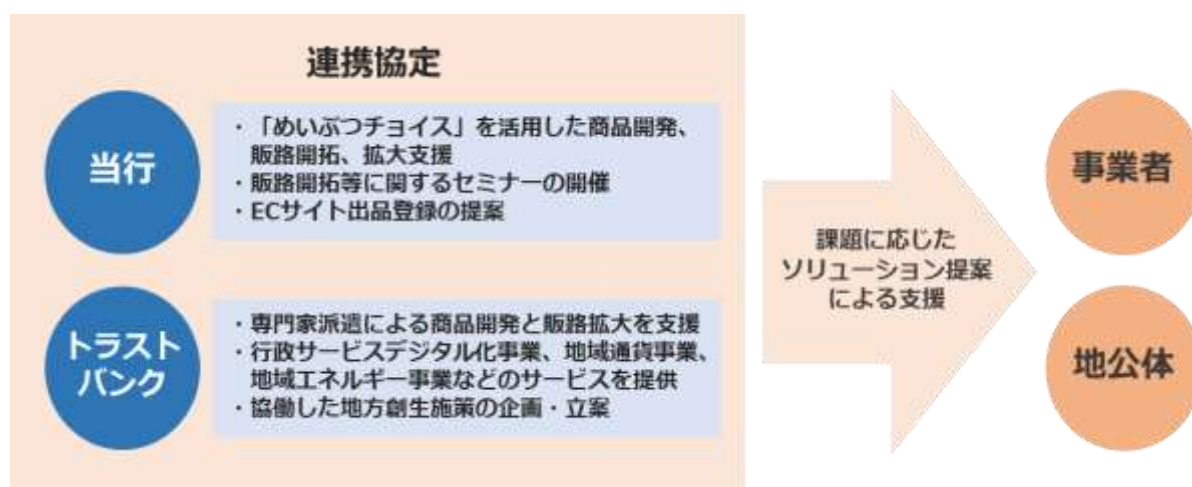 連携協定
当行
・「めいぶつチョイス」を活用した商品開発、
販路開拓、拡大支援
・販路開拓等に関するセミナーの開催
・ECサイト出品登録の提案
トラスト
バンク
・専門家派遣による商品開発と販路拡大を支援
・行政サービスデジタル化事業、地域通貨事業、
地域エネルギー事業などのサービスを提供
・協働した地方創生施策の企画・立案
課題に応じた
ソリューション提案
による支援
事業者
地公体